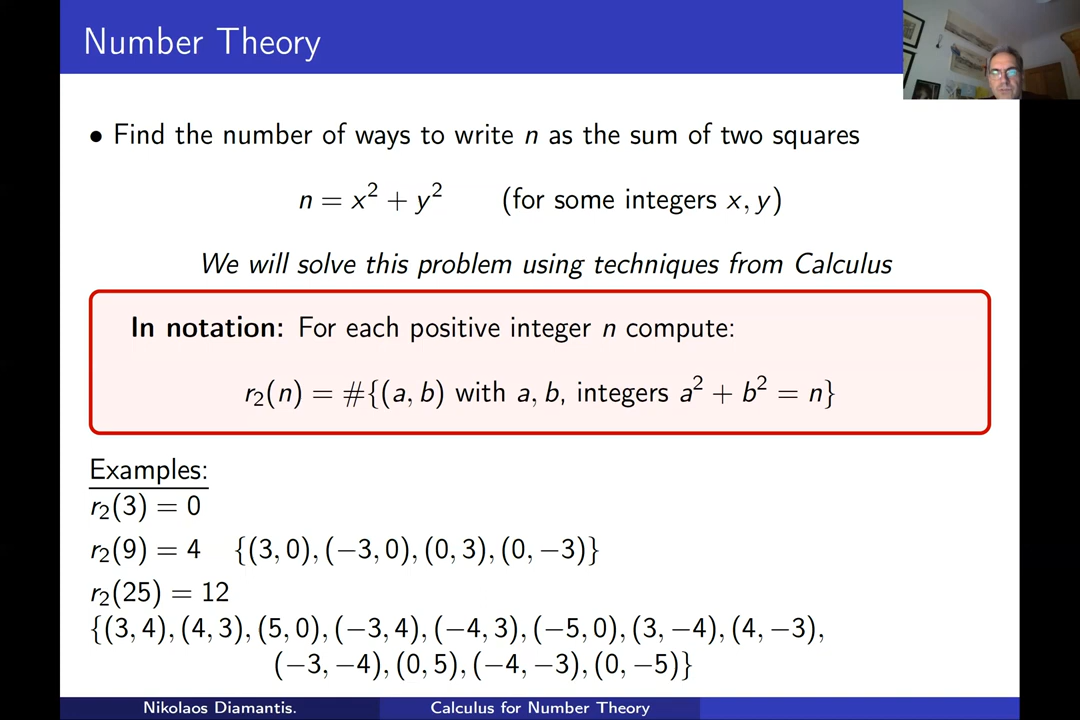 Number Theory
• Find the number of ways to write n as the sum of two squares
n = x² + y² (for some integers x, y)
We will solve this problem using techniques from Calculus
In notation: For each positive integer n compute:
r₂(n) = #{(a, b) with a, b, integers a² + b² = n}
Examples:
r₂(3) = 0
r₂(9) = 4 {(3, 0), (−3, 0), (0, 3), (0, −3)}
r₂(25) = 12
{(3, 4), (4, 3), (5, 0), (−3, 4), (−4, 3), (−5, 0), (3, −4), (4, −3),
(−3, −4), (0, 5), (−4, −3), (0, −5)}
Nikolaos Diamantis. Calculus for Number Theory